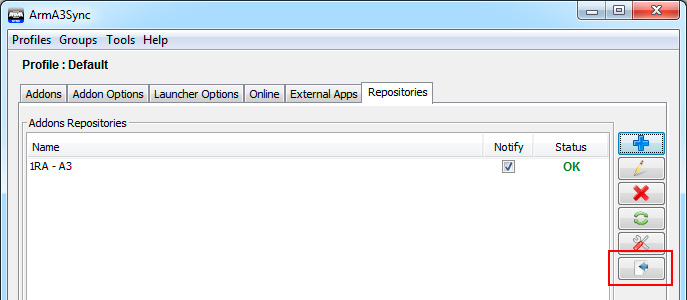 ArmA3Sync
Profiles Groups Tools Help
Profile : Default
Addons Addon Options Launcher Options Online External Apps Repositories
Addons Repositories
Name Notify Status
1RA - A3 OK